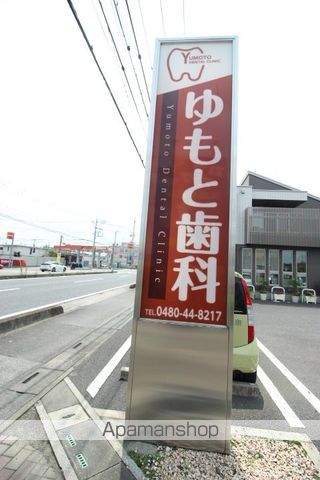 YUMOTO
DENTAL CLINIC
ゆもと歯科
Yumoto Dental Clinic
TEL.0480-44-8217
Apamanshop